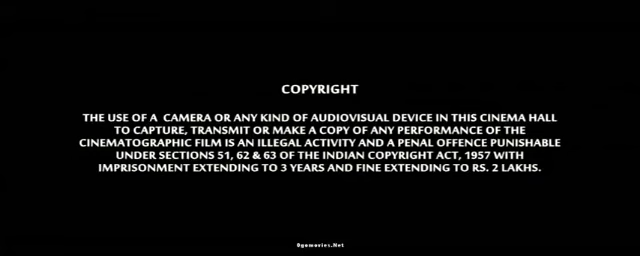 COPYRIGHT
THE USE OF A CAMERA OR ANY KIND OF AUDIOVISUAL DEVICE IN THIS CINEMA HALL
TO CAPTURE, TRANSMIT OR MAKE A COPY OF ANY PERFORMANCE OF THE
CINEMATOGRAPHIC FILM IS AN ILLEGAL ACTIVITY AND A PENAL OFFENCE PUNISHABLE
UNDER SECTIONS 51, 62 & 63 OF THE INDIAN COPYRIGHT ACT, 1957 WITH
IMPRISONMENT EXTENDING TO 3 YEARS AND FINE EXTENDING TO RS. 2 LAKHS.
9gomovies.Net